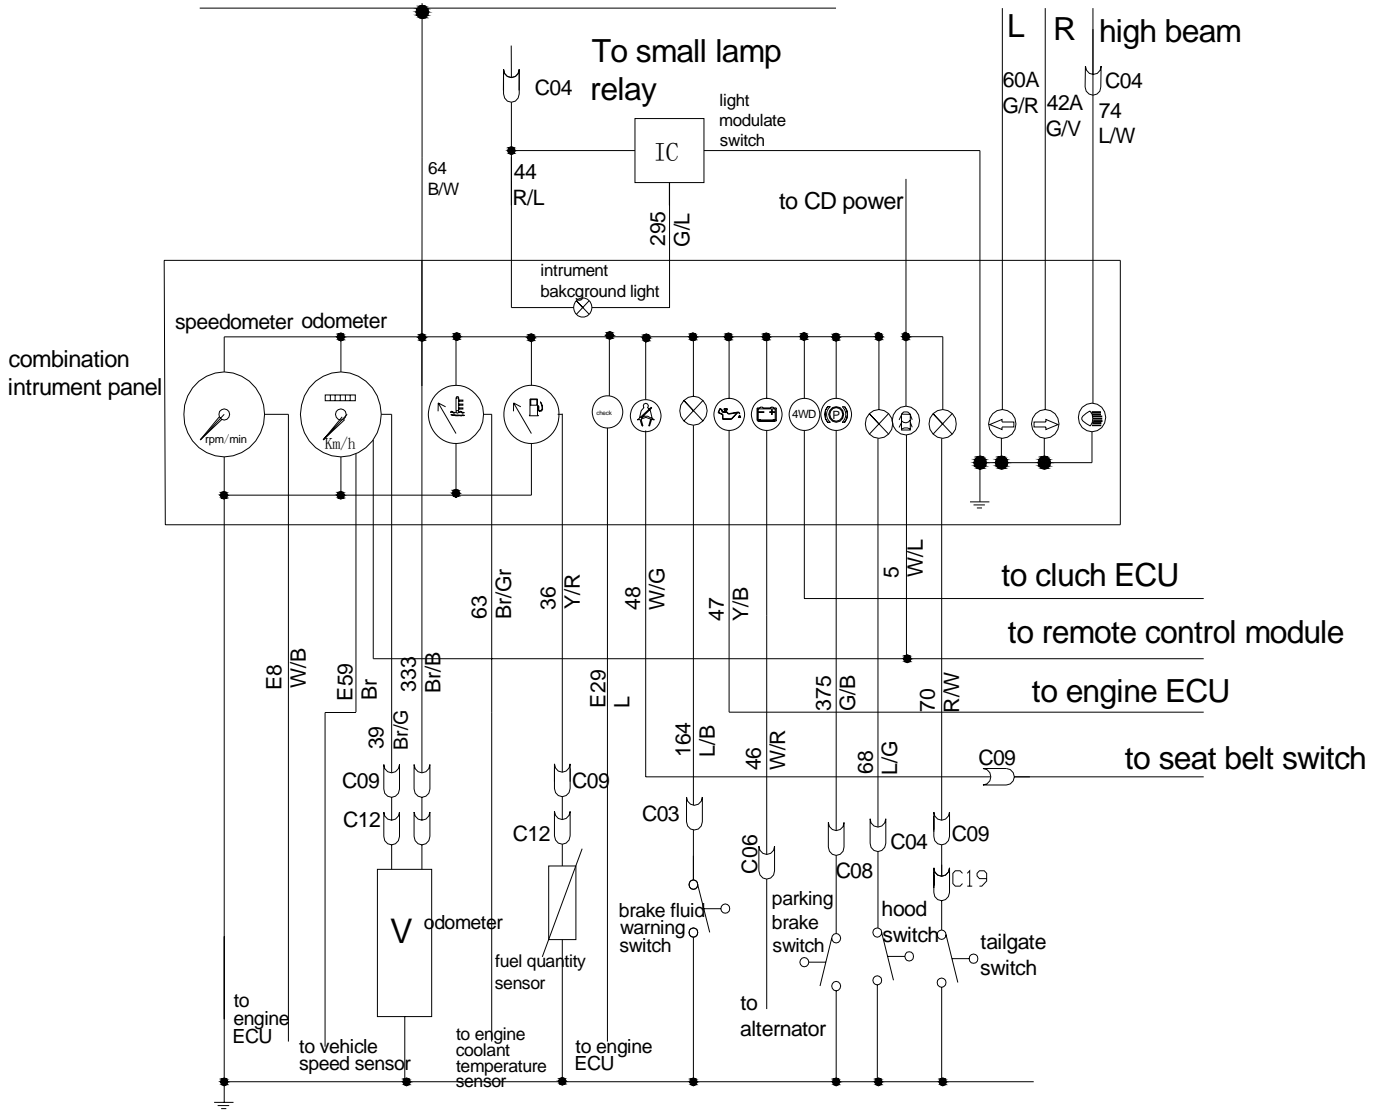 L
R
high beam
To small lamp
relay
C04
C04
60A
G/R
42A
G/V
74
L/W
light
modulate
switch
IC
64
B/W
44
R/L
295
G/L
to CD power
intrument
bakcground light
speedometer
odometer
combination
intrument panel
rpm/min
Km/h
check
4WD
P
63
Br/Gr
36
Y/R
48
W/G
47
Y/B
5
W/L
to cluch ECU
to remote control module
to engine ECU
to seat belt switch
E8
W/B
E59
Br
333
Br/B
39
Br/G
E29
L
164
L/B
46
W/R
375
G/B
68
L/G
70
R/W
C09
C09
C09
C12
C12
C03
C06
C08
C04
C09
C19
V
odometer
fuel quantity
sensor
brake fluid
warning
switch
parking
brake
switch
hood
switch
tailgate
switch
to
engine
ECU
to vehicle
speed sensor
to engine
coolant
temperature
sensor
to engine
ECU
to
alternator